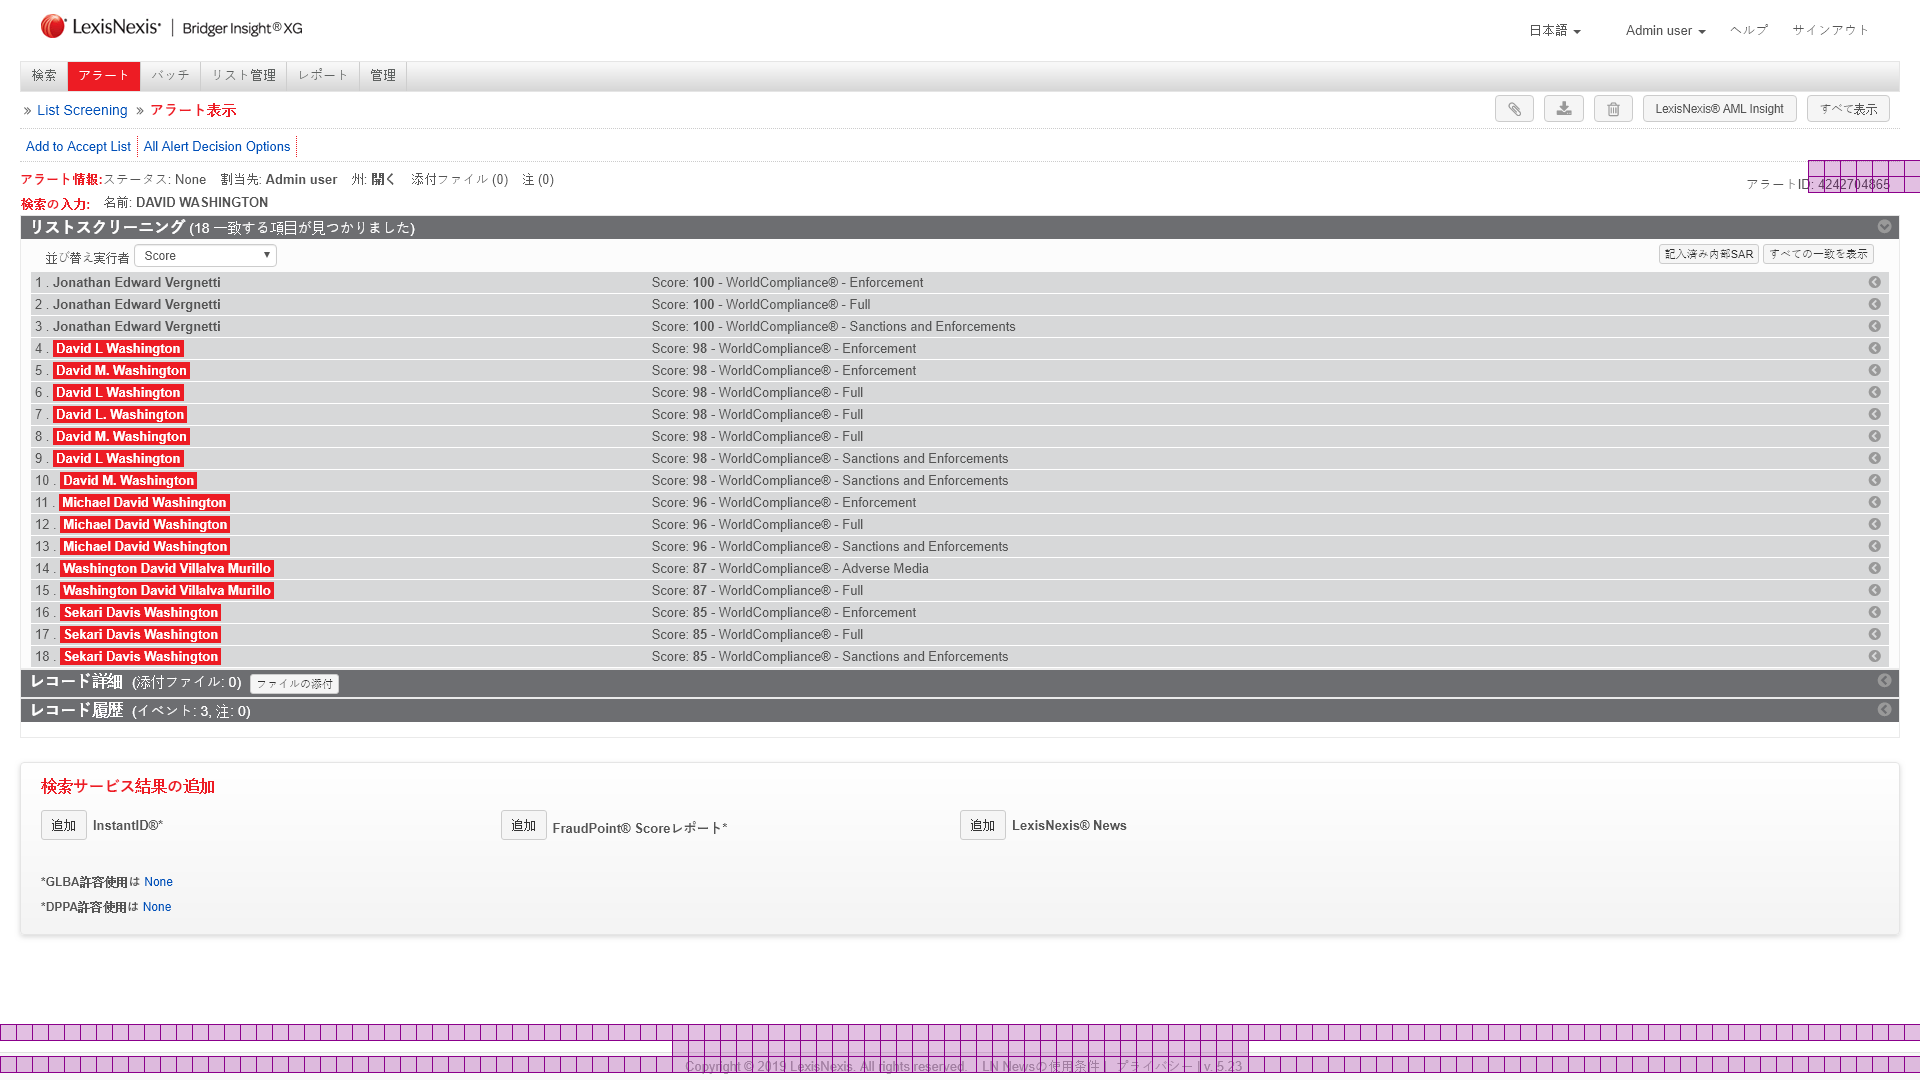 LexisNexis® | Bridger Insight® XG
日本語 Admin user ヘルプ サインアウト
検索 アラート バッチ リスト管理 レポート 管理
» List Screening » アラート表示 LexisNexis® AML Insight すべて表示
Add to Accept List All Alert Decision Options
アラート情報:ステータス: None 割当先: Admin user 州: 開く 添付ファイル (0) 注 (0)
アラートID: 4242704865
検索の入力: 名前: DAVID WASHINGTON
リストスクリーニング (18 一致する項目が見つかりました)
並び替え実行者 Score 記入済み内部SAR すべての一致を表示
1 . Jonathan Edward Vergnetti Score: 100 - WorldCompliance® - Enforcement
2 . Jonathan Edward Vergnetti Score: 100 - WorldCompliance® - Full
3 . Jonathan Edward Vergnetti Score: 100 - WorldCompliance® - Sanctions and Enforcements
4 . David L Washington Score: 98 - WorldCompliance® - Enforcement
5 . David M. Washington Score: 98 - WorldCompliance® - Enforcement
6 . David L Washington Score: 98 - WorldCompliance® - Full
7 . David L. Washington Score: 98 - WorldCompliance® - Full
8 . David M. Washington Score: 98 - WorldCompliance® - Full
9 . David L Washington Score: 98 - WorldCompliance® - Sanctions and Enforcements
10 . David M. Washington Score: 98 - WorldCompliance® - Sanctions and Enforcements
11 . Michael David Washington Score: 96 - WorldCompliance® - Enforcement
12 . Michael David Washington Score: 96 - WorldCompliance® - Full
13 . Michael David Washington Score: 96 - WorldCompliance® - Sanctions and Enforcements
14 . Washington David Villalva Murillo Score: 87 - WorldCompliance® - Adverse Media
15 . Washington David Villalva Murillo Score: 87 - WorldCompliance® - Full
16 . Sekari Davis Washington Score: 85 - WorldCompliance® - Enforcement
17 . Sekari Davis Washington Score: 85 - WorldCompliance® - Full
18 . Sekari Davis Washington Score: 85 - WorldCompliance® - Sanctions and Enforcements
レコード詳細 (添付ファイル: 0) ファイルの添付
レコード履歴 (イベント: 3, 注: 0)
検索サービス結果の追加
追加 InstantID®* 追加 FraudPoint® Scoreレポート* 追加 LexisNexis® News
*GLBA許容使用は None
*DPPA許容使用は None
Copyright © 2019 LexisNexis. All rights reserved. LN Newsの使用条件 | プライバシー | v. 5.23